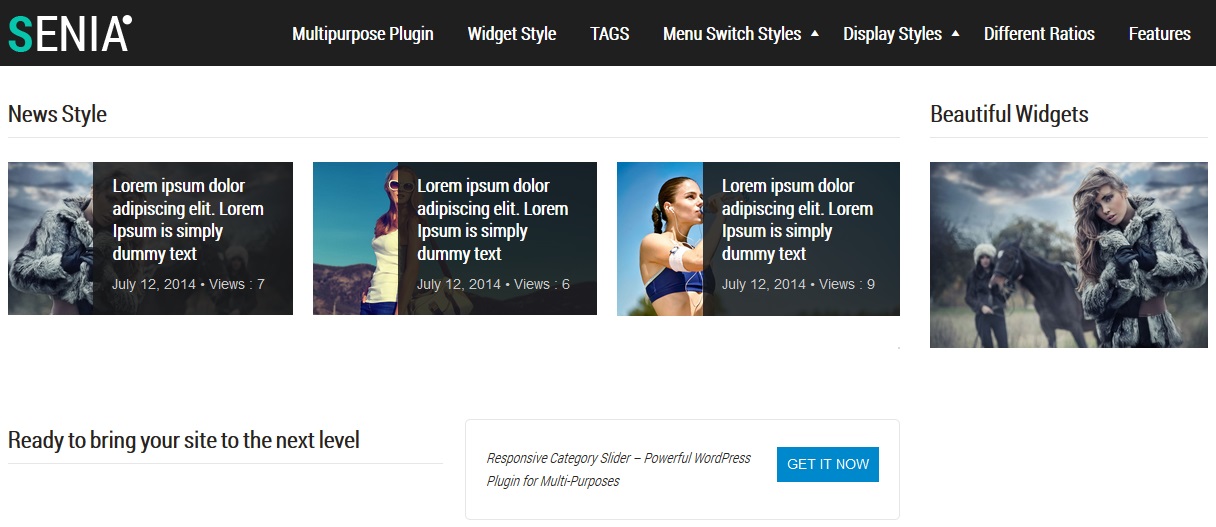 SENIA
Multipurpose Plugin Widget Style TAGS Menu Switch Styles Display Styles Different Ratios Features
News Style
Lorem ipsum dolor
adipiscing elit. Lorem
Ipsum is simply
dummy text
July 12, 2014 • Views : 7
Lorem ipsum dolor
adipiscing elit. Lorem
Ipsum is simply
dummy text
July 12, 2014 • Views : 6
Lorem ipsum dolor
adipiscing elit. Lorem
Ipsum is simply
dummy text
July 12, 2014 • Views : 9
Beautiful Widgets
Ready to bring your site to the next level
Responsive Category Slider – Powerful WordPress
Plugin for Multi-Purposes
GET IT NOW